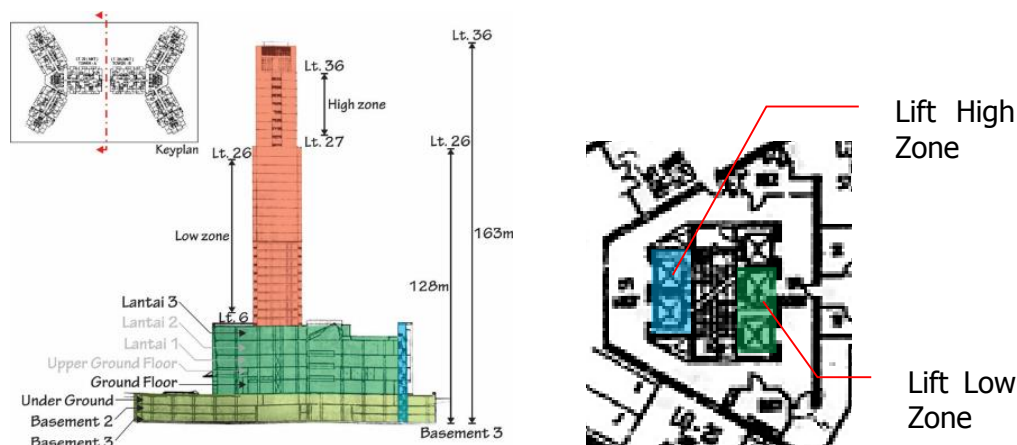 Keyplan
Lt. 36
Lt. 36
High zone
Lt. 27
Lt. 26
Lt. 26
Low zone
163m
128m
Lt. 6
Lantai 3
Lantai 2
Lantai 1
Upper Ground Floor
Ground Floor
Under Ground
Basement 2
Basement 3
Basement 3
Lift High
Zone
Lift Low
Zone